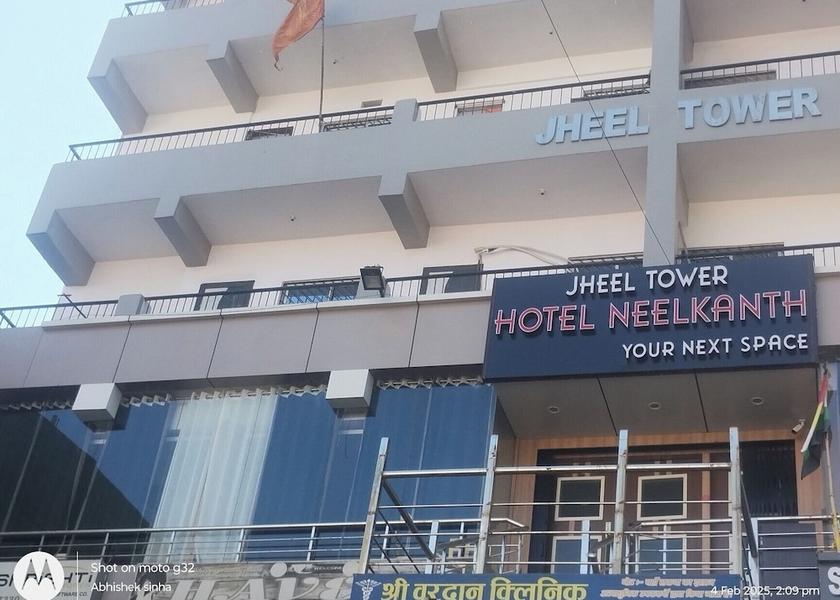 JHEEL TOWER
JHEEL TOWER
HOTEL NEELKANTH
YOUR NEXT SPACE
श्री वरदान क्लिनिक
Shot on moto g32
Abhishek sinha
4 Feb 2025, 2:09 pm